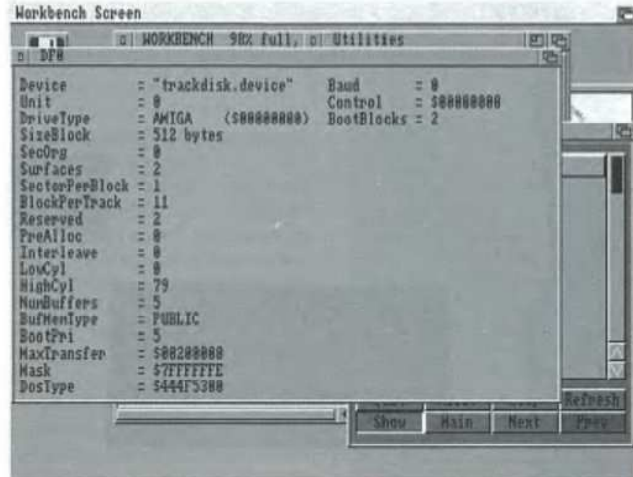 Workbench Screen
WORKBENCH 98% full,
Utilities
DF0
Device = "trackdisk.device" Baud = 0
Unit = 0 Control = $00000000
DriveType = AMIGA ($00000000) BootBlocks = 2
SizeBlock = 512 bytes
SecOrg = 0
Surfaces = 2
SectorPerBlock = 1
BlockPerTrack = 11
Reserved = 2
PreAlloc = 0
Interleave = 0
LowCyl = 0
HighCyl = 79
NumBuffers = 5
BufMemType = PUBLIC
BootPri = 5
MaxTransfer = $00200000
Mask = $7FFFFFFE
DosType = $444F5300
Refresh
Show Main Next Prev